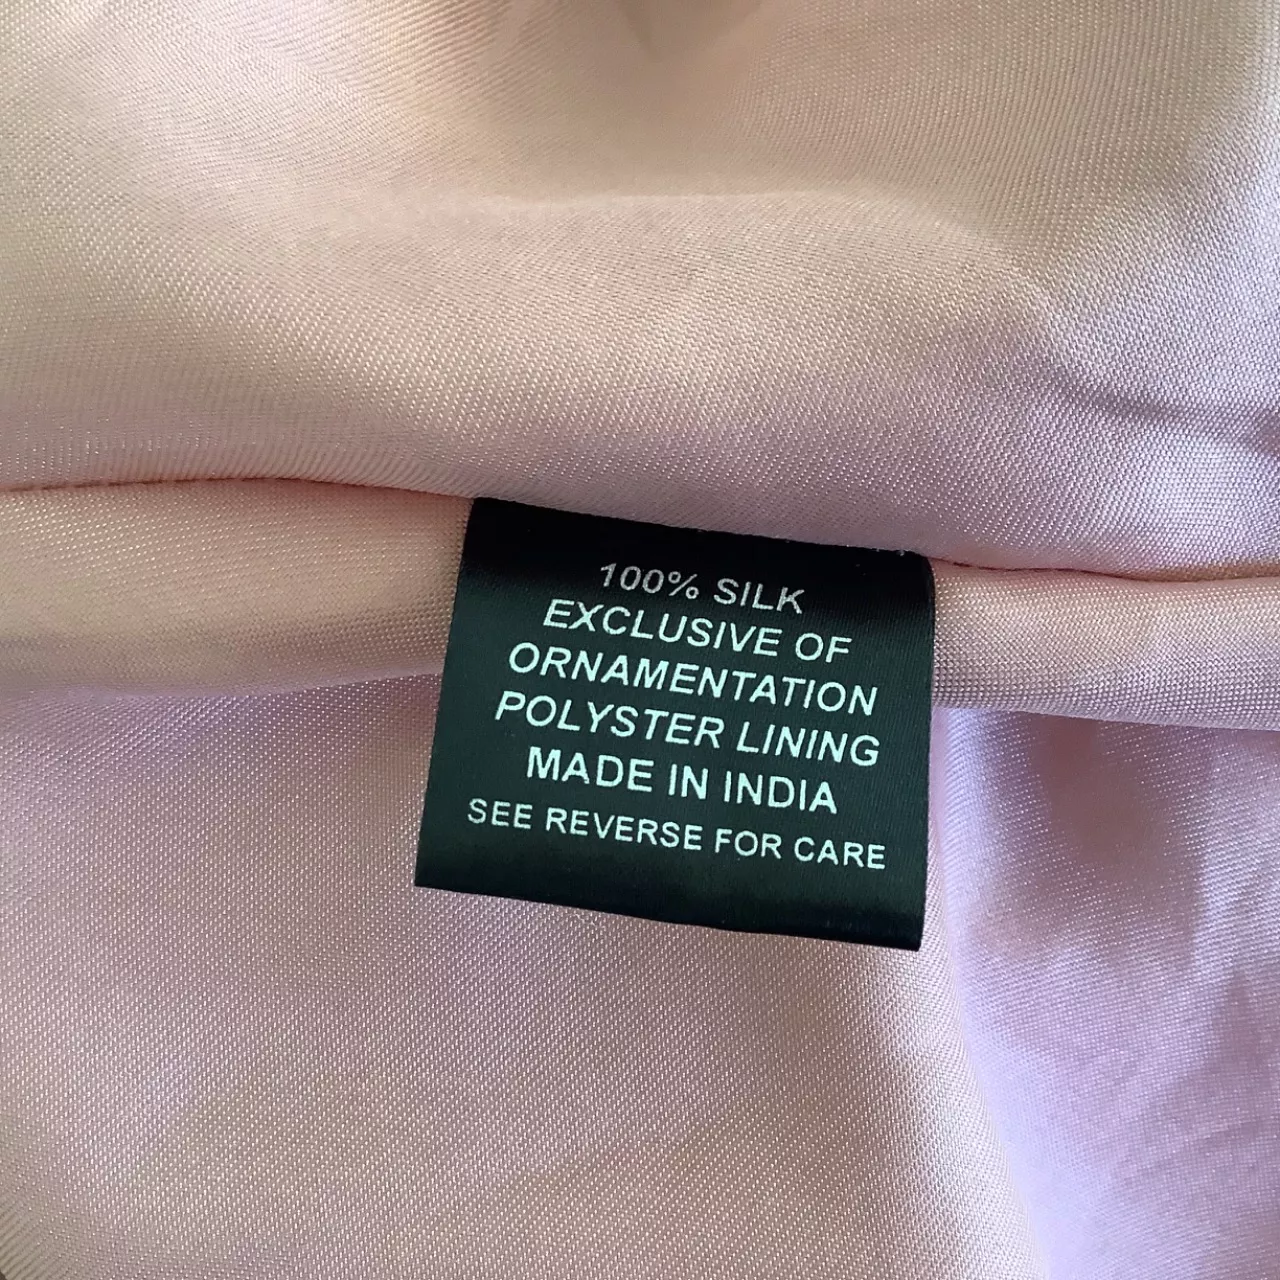 100% SILK
EXCLUSIVE OF
ORNAMENTATION
POLYSTER LINING
MADE IN INDIA
SEE REVERSE FOR CARE